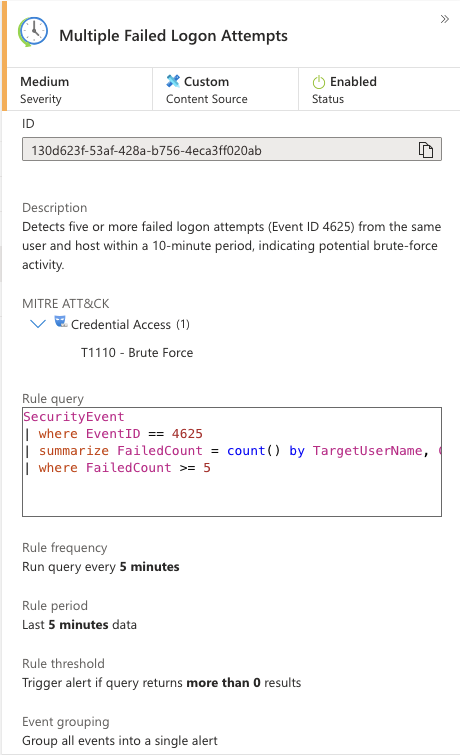 Multiple Failed Logon Attempts
»
Medium
Severity
Custom
Content Source
Enabled
Status
ID
130d623f-53af-428a-b756-4eca3ff020ab
Description
Detects five or more failed logon attempts (Event ID 4625) from the same
user and host within a 10-minute period, indicating potential brute-force
activity.
MITRE ATT&CK
Credential Access (1)
T1110 - Brute Force
Rule query
SecurityEvent
| where EventID == 4625
| summarize FailedCount = count() by TargetUserName,
| where FailedCount >= 5
Rule frequency
Run query every 5 minutes
Rule period
Last 5 minutes data
Rule threshold
Trigger alert if query returns more than 0 results
Event grouping
Group all events into a single alert